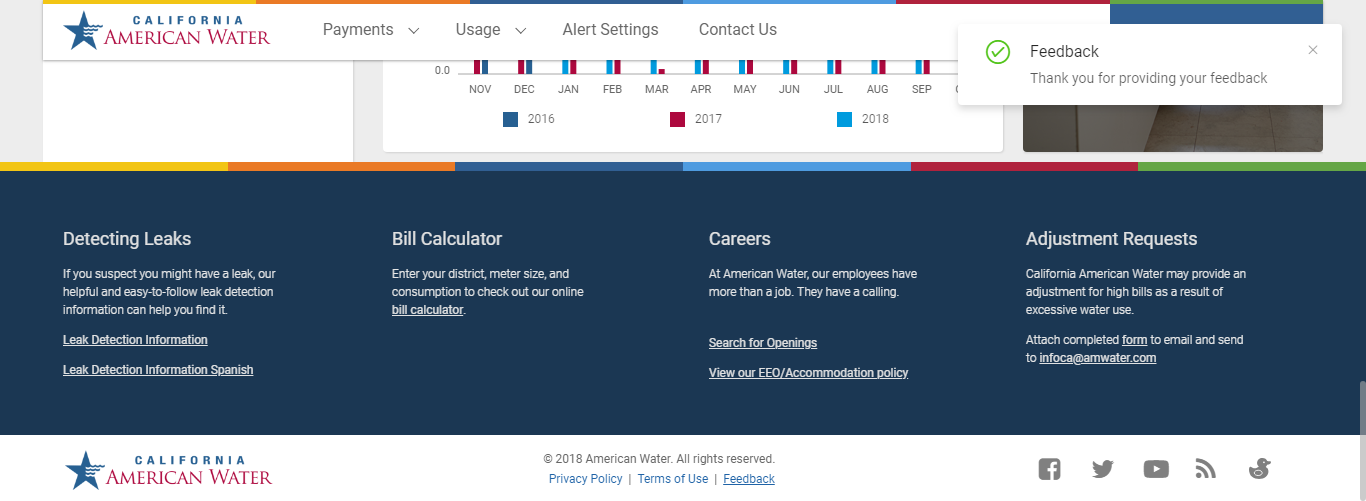 CALIFORNIA
AMERICAN WATER
Payments
Usage
Alert Settings
Contact Us
Feedback
Thank you for providing your feedback
0.0
NOV DEC JAN FEB MAR APR MAY JUN JUL AUG SEP
2016 2017 2018
Detecting Leaks
If you suspect you might have a leak, our
helpful and easy-to-follow leak detection
information can help you find it.
Leak Detection Information
Leak Detection Information Spanish
Bill Calculator
Enter your district, meter size, and
consumption to check out our online
bill calculator.
Careers
At American Water, our employees have
more than a job. They have a calling.
Search for Openings
View our EEO/Accommodation policy
Adjustment Requests
California American Water may provide an
adjustment for high bills as a result of
excessive water use.
Attach completed form to email and send
to infoca@amwater.com
CALIFORNIA
AMERICAN WATER
© 2018 American Water. All rights reserved.
Privacy Policy | Terms of Use | Feedback